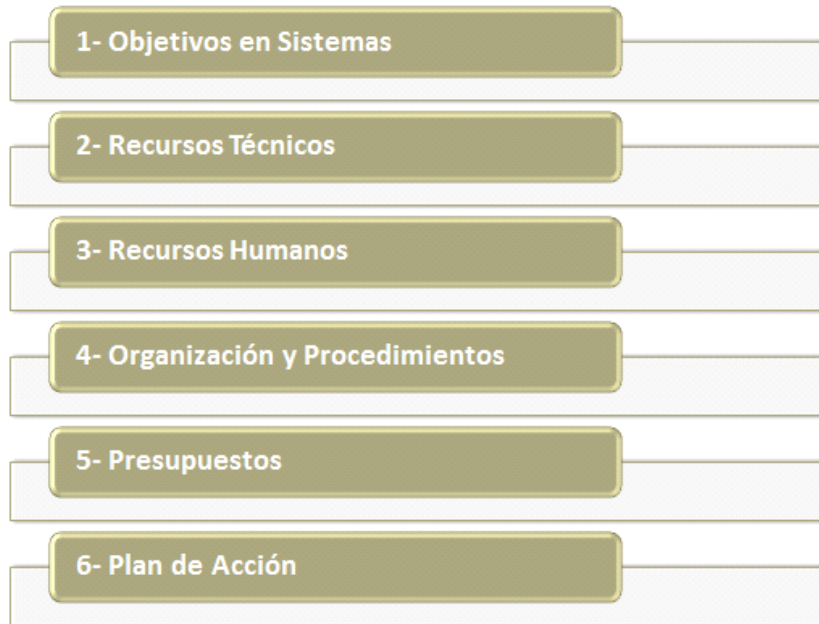 1- Objetivos en Sistemas
2- Recursos Técnicos
3- Recursos Humanos
4- Organización y Procedimientos
5- Presupuestos
6- Plan de Acción